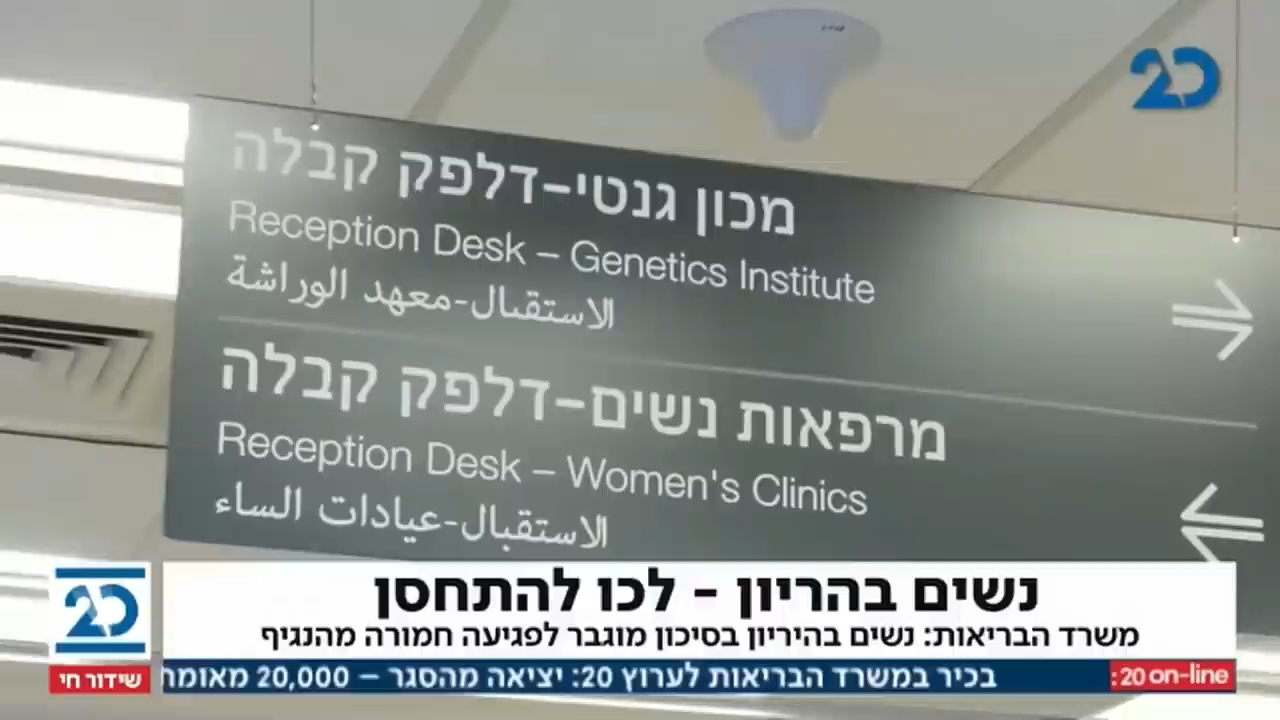 20
מכון גנטי-דלפק קבלה
Reception Desk – Genetics Institute
الاستقبال-معهد الوراثة
מרפאות נשים-דלפק קבלה
Reception Desk – Women's Clinics
الاستقبال-عيادات الساء
20
נשים בהריון - לכו להתחסן
משרד הבריאות: נשים בהיריון בסיכון מוגבר לפגיעה חמורה מהנגיף
20 on-line:
בכיר במשרד הבריאות לערוץ 20: יציאה מהסגר – 20,000 מאומת
שידור חי